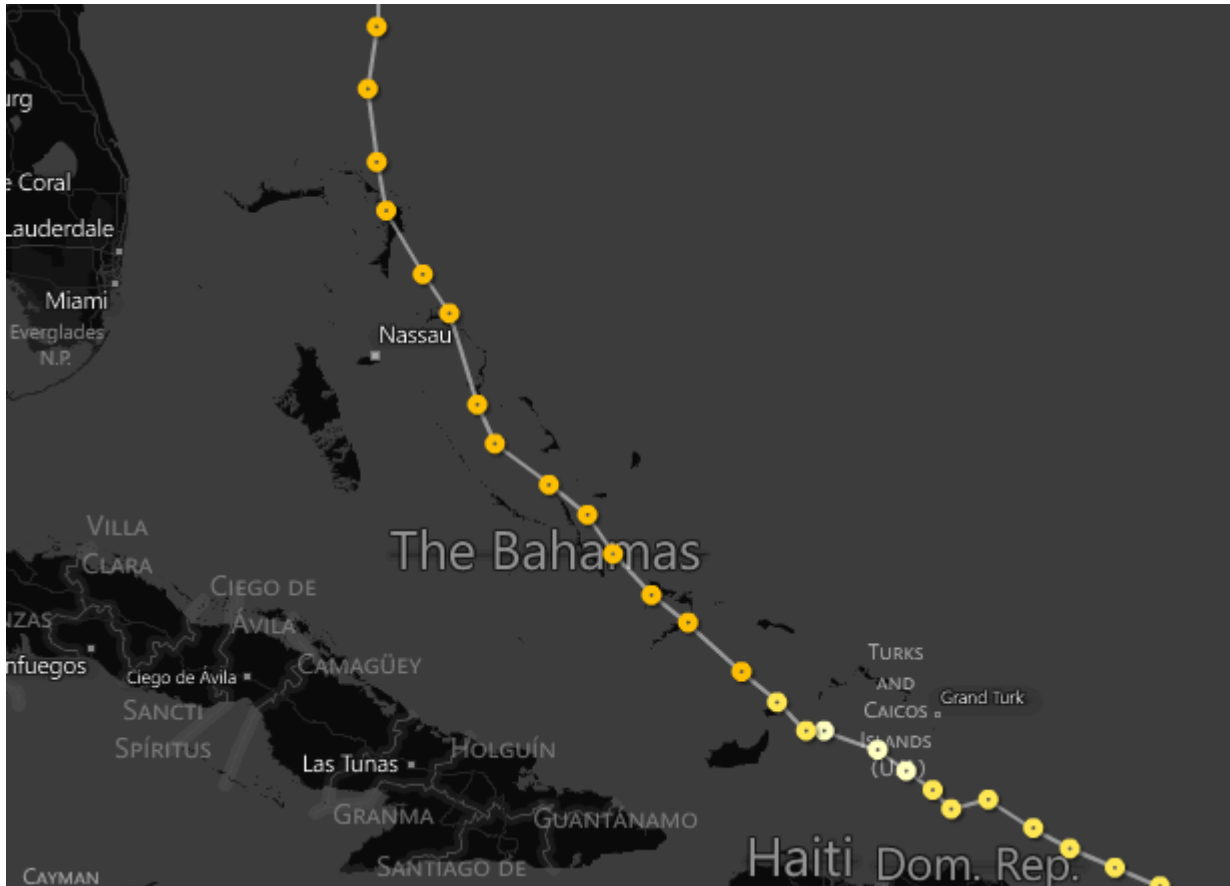 urg
e Coral
Lauderdale
Miami
Everglades
N.P.
Nassau
The Bahamas
VILLA
CLARA
CIEGO DE
ÁVILA
NZAS
nfuegos
Ciego de Ávila
CAMAGÜEY
SANCTI
SPÍRITUS
Las Tunas
HOLGUÍN
GRANMA
GUANTÁNAMO
SANTIAGO DE
CAYMAN
TURKS
AND
CAICOS
ISLANDS
Grand Turk
Haiti
Dom. Rep.